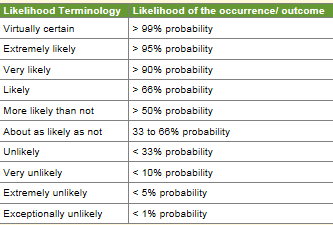 Likelihood Terminology Likelihood of the occurrence/ outcome
Virtually certain > 99% probability
Extremely likely > 95% probability
Very likely > 90% probability
Likely > 66% probability
More likely than not > 50% probability
About as likely as not 33 to 66% probability
Unlikely < 33% probability
Very unlikely < 10% probability
Extremely unlikely < 5% probability
Exceptionally unlikely < 1% probability